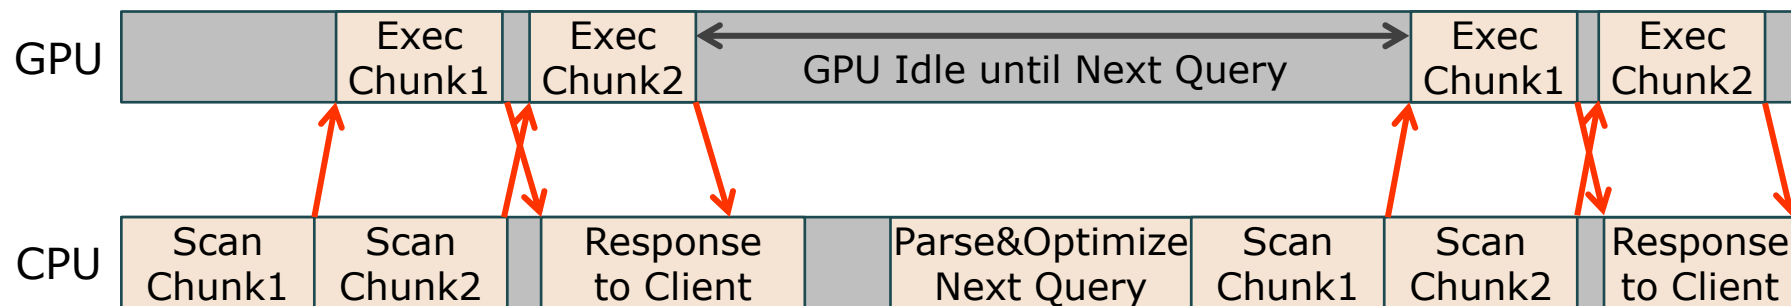 GPU
Exec
Chunk1
Exec
Chunk2
GPU Idle until Next Query
Exec
Chunk1
Exec
Chunk2
CPU
Scan
Chunk1
Scan
Chunk2
Response
to Client
Parse&Optimize
Next Query
Scan
Chunk1
Scan
Chunk2
Response
to Client